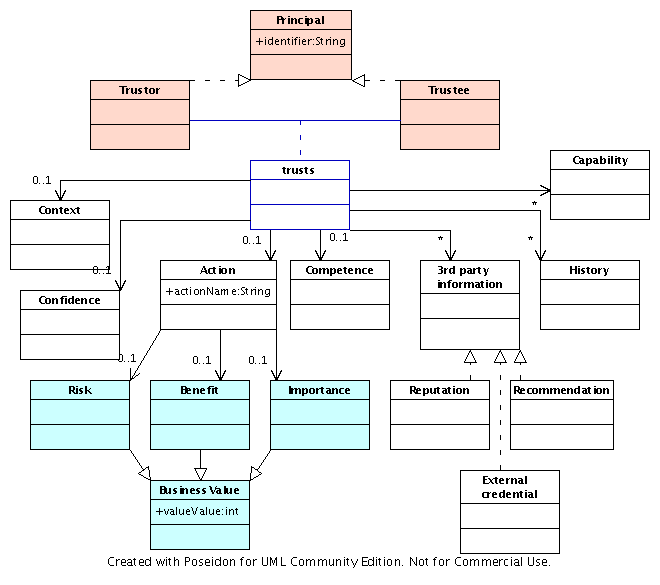 Principal
+identifier:String
Trustor
Trustee
trusts
Capability
0..1
*
Context
0..1
0..1
*
*
0..1
Action
+actionName:String
Competence
3rd party
information
History
Confidence
0..1
0..1
0..1
Risk
Benefit
Importance
Reputation
Recommendation
External
credential
Business Value
+valueValue:int
Created with Poseidon for UML Community Edition. Not for Commercial Use.